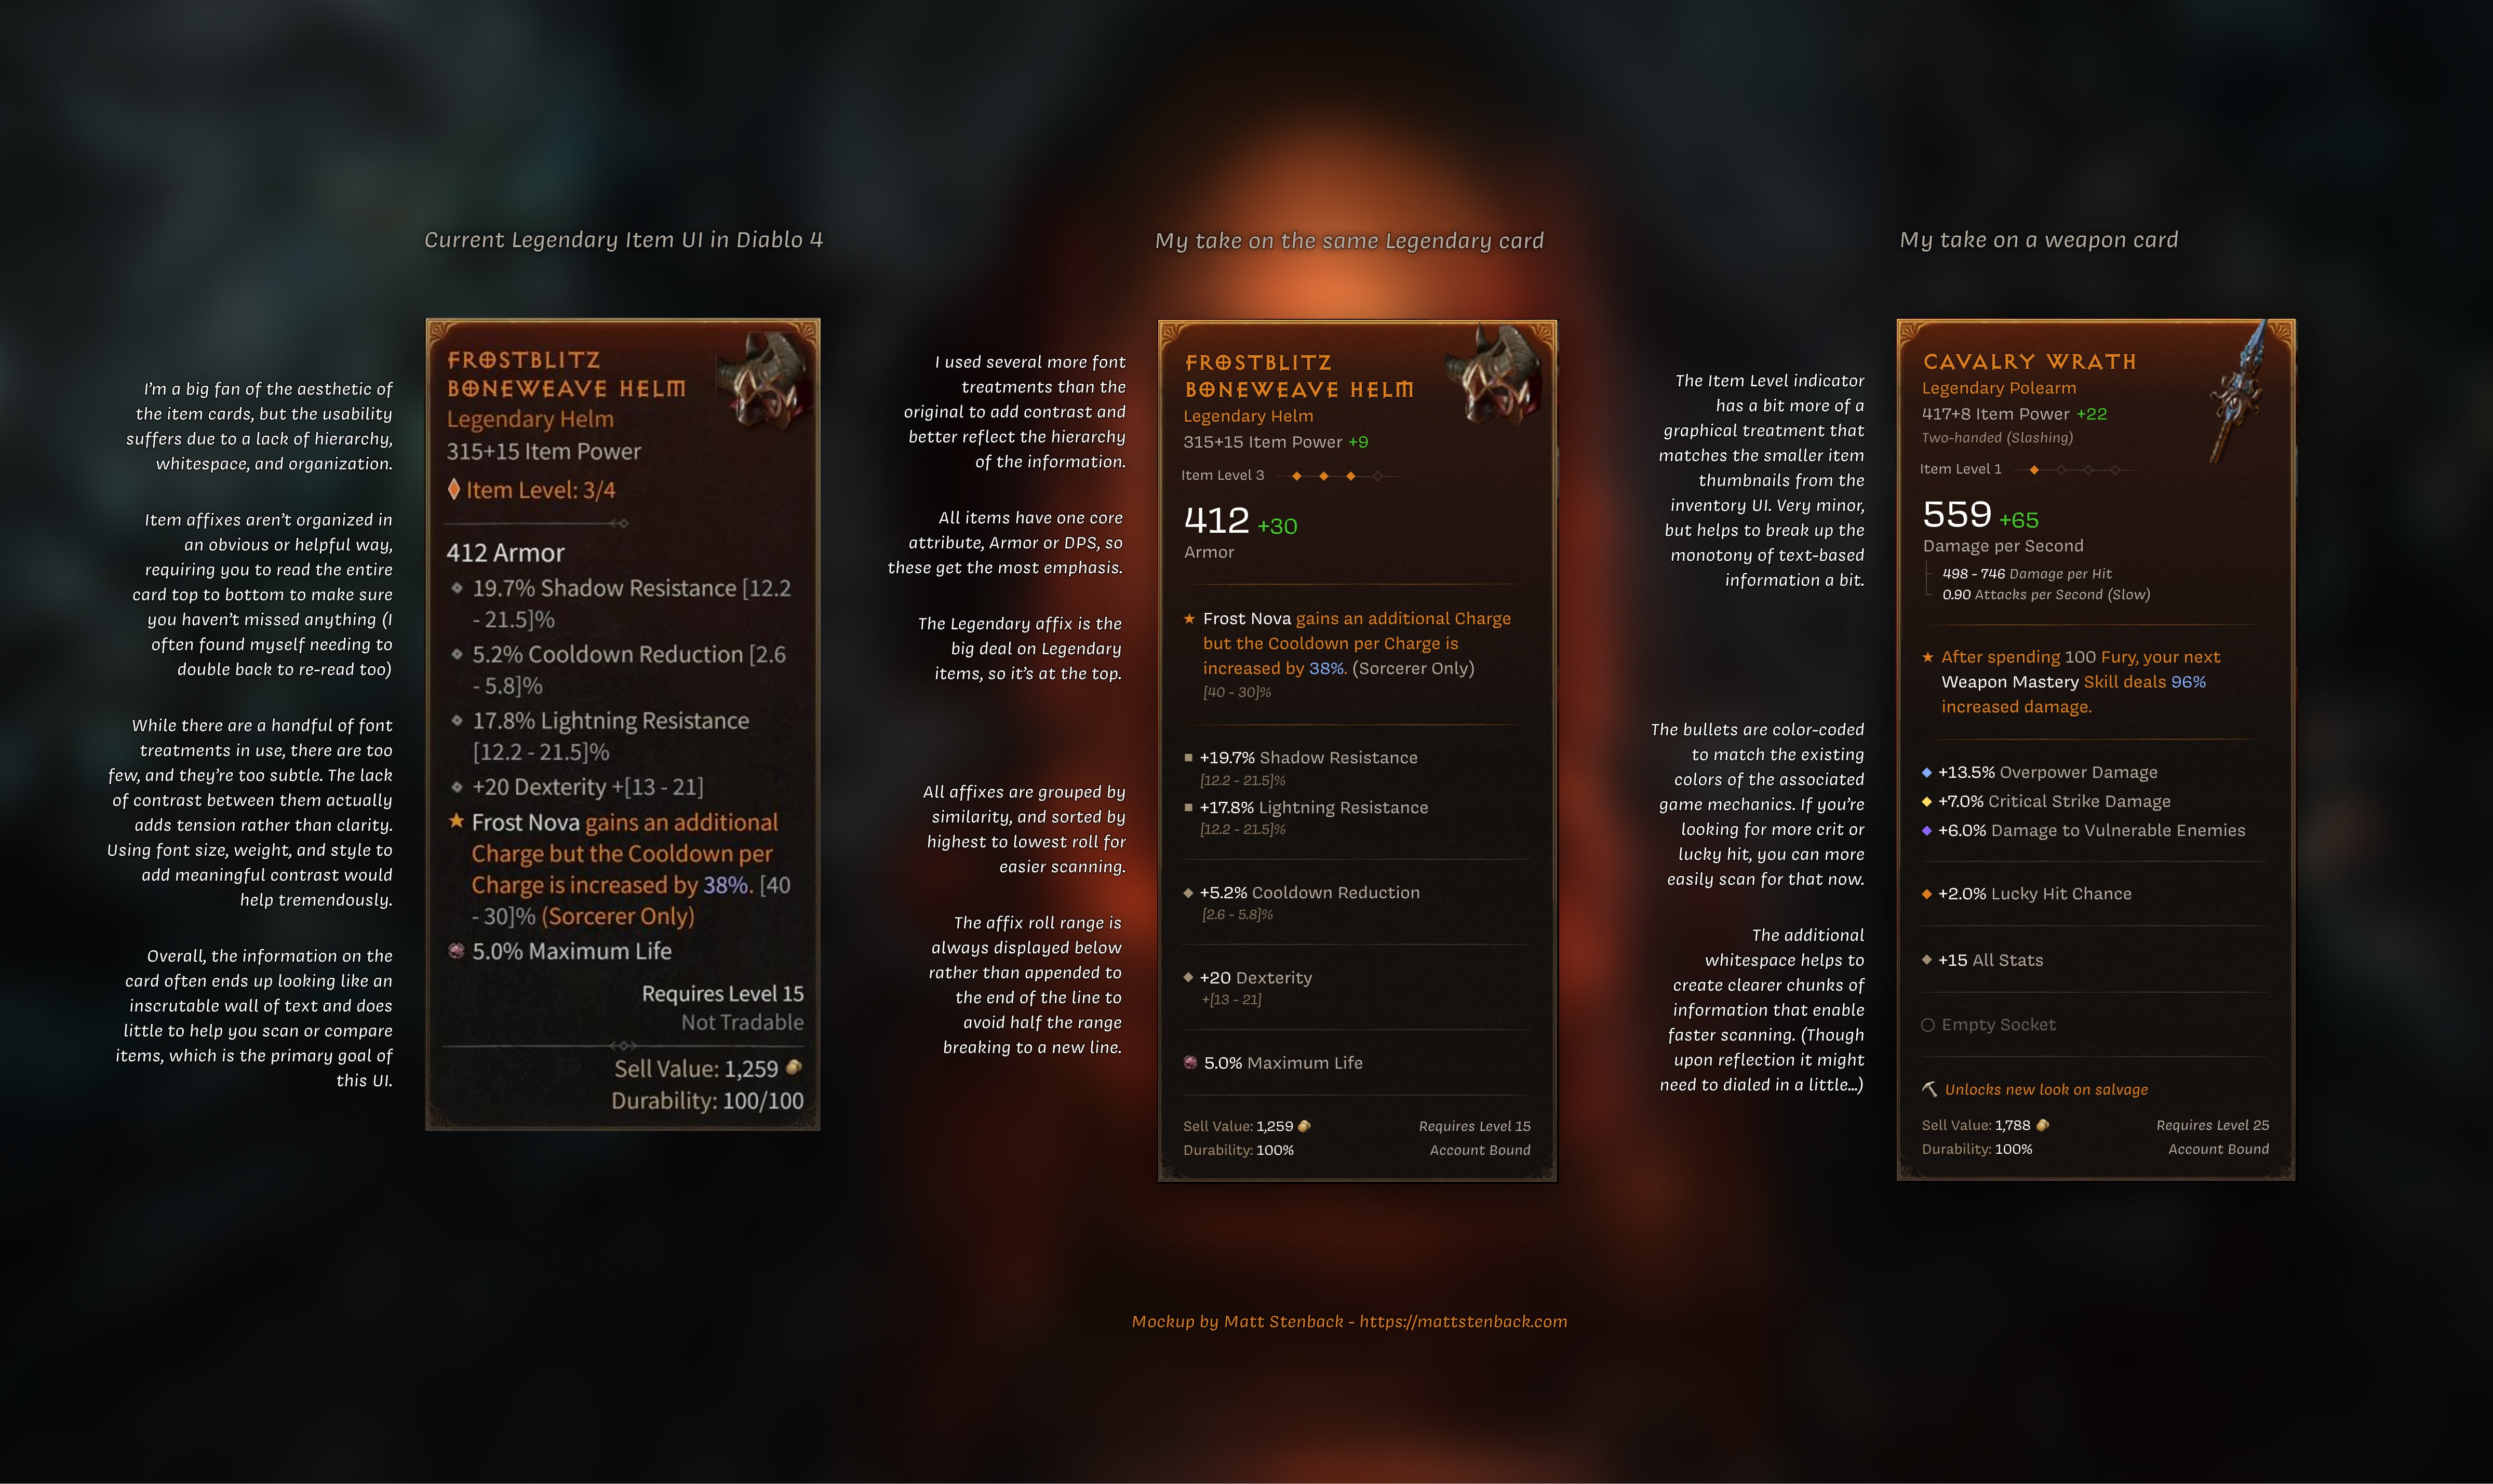 Current Legendary Item UI in Diablo 4
I'm a big fan of the aesthetic of
the item cards, but the usability
suffers due to a lack of hierarchy,
whitespace, and organization.
Item affixes aren't organized in
an obvious or helpful way,
requiring you to read the entire
card top to bottom to make sure
you haven't missed anything (I
often found myself needing to
double back to re-read too)
While there are a handful of font
treatments in use, there are too
few, and they're too subtle. The lack
of contrast between them actually
adds tension rather than clarity.
Using font size, weight, and style to
add meaningful contrast would
help tremendously.
Overall, the information on the
card often ends up looking like an
inscrutable wall of text and does
little to help you scan or compare
items, which is the primary goal of
this UI.
FROSTBLITZ
BONEWEAVE HELM
Legendary Helm
315+15 Item Power
Item Level: 3/4
412 Armor
19.7% Shadow Resistance [12.2
- 21.5]%
5.2% Cooldown Reduction [2.6
- 5.8]%
17.8% Lightning Resistance
[12.2 - 21.5]%
+20 Dexterity +[13 - 21]
Frost Nova gains an additional
Charge but the Cooldown per
Charge is increased by 38%. [40
- 30]% (Sorcerer Only)
5.0% Maximum Life
Requires Level 15
Not Tradable
Sell Value: 1,259
Durability: 100/100
My take on the same Legendary card
I used several more font
treatments than the
original to add contrast and
better reflect the hierarchy
of the information.
All items have one core
attribute, Armor or DPS, so
these get the most emphasis.
The Legendary affix is the
big deal on Legendary
items, so it's at the top.
All affixes are grouped by
similarity, and sorted by
highest to lowest roll for
easier scanning.
The affix roll range is
always displayed below
rather than appended to
the end of the line to
avoid half the range
breaking to a new line.
FROSTBLITZ
BONEWEAVE HELM
Legendary Helm
315+15 Item Power +9
Item Level 3
412 +30
Armor
Frost Nova gains an additional Charge
but the Cooldown per Charge is
increased by 38%. (Sorcerer Only)
[40 - 30]%
+19.7% Shadow Resistance
[12.2 - 21.5]%
+17.8% Lightning Resistance
[12.2 - 21.5]%
+5.2% Cooldown Reduction
[2.6 - 5.8]%
+20 Dexterity
+[13 - 21]
5.0% Maximum Life
Sell Value: 1,259 Requires Level 15
Durability: 100% Account Bound
My take on a weapon card
The Item Level indicator
has a bit more of a
graphical treatment that
matches the smaller item
thumbnails from the
inventory UI. Very minor,
but helps to break up the
monotony of text-based
information a bit.
The bullets are color-coded
to match the existing
colors of the associated
game mechanics. If you're
looking for more crit or
lucky hit, you can more
easily scan for that now.
The additional
whitespace helps to
create clearer chunks of
information that enable
faster scanning. (Though
upon reflection it might
need to dialed in a little...)
CAVALRY WRATH
Legendary Polearm
417+8 Item Power +22
Two-handed (Slashing)
Item Level 1
559 +65
Damage per Second
498 - 746 Damage per Hit
0.90 Attacks per Second (Slow)
After spending 100 Fury, your next
Weapon Mastery Skill deals 96%
increased damage.
+13.5% Overpower Damage
+7.0% Critical Strike Damage
+6.0% Damage to Vulnerable Enemies
+2.0% Lucky Hit Chance
+15 All Stats
Empty Socket
Unlocks new look on salvage
Sell Value: 1,788 Requires Level 25
Durability: 100% Account Bound
Mockup by Matt Stenback - https://mattstenback.com